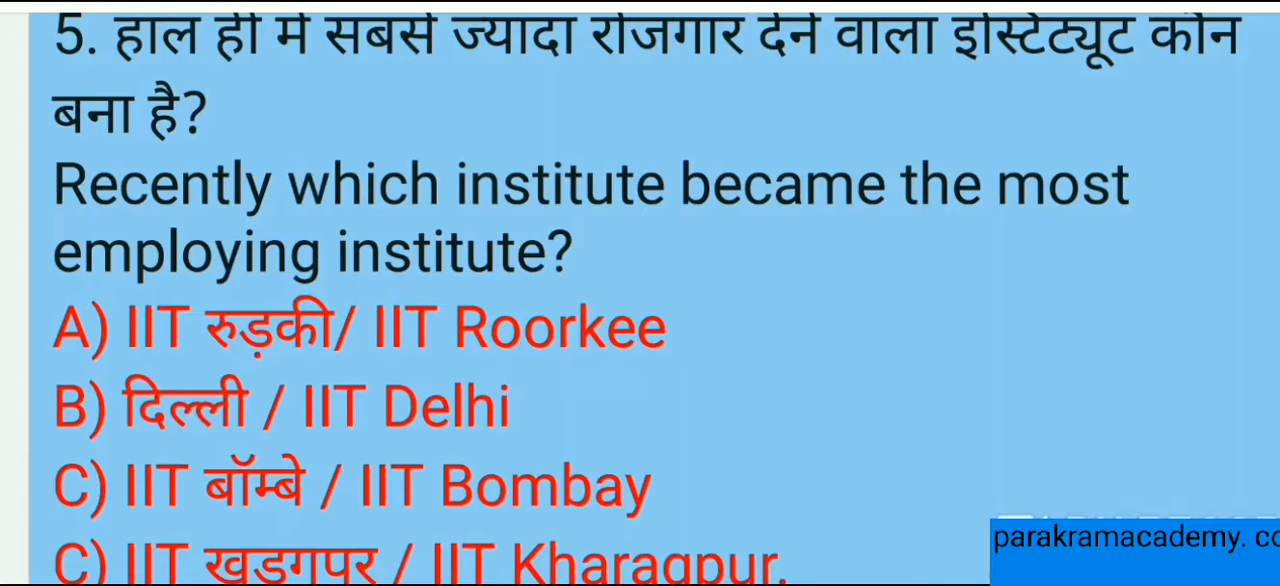 5. हाल ही में सबसे ज्यादा रोजगार देने वाला इंस्टिट्यूट कौन
बना है?
Recently which institute became the most
employing institute?
A) IIT रुड़की/ IIT Roorkee
B) दिल्ली / IIT Delhi
C) IIT बॉम्बे / IIT Bombay
C) IIT खड़गपुर / IIT Kharagpur.
parakramacademy. co